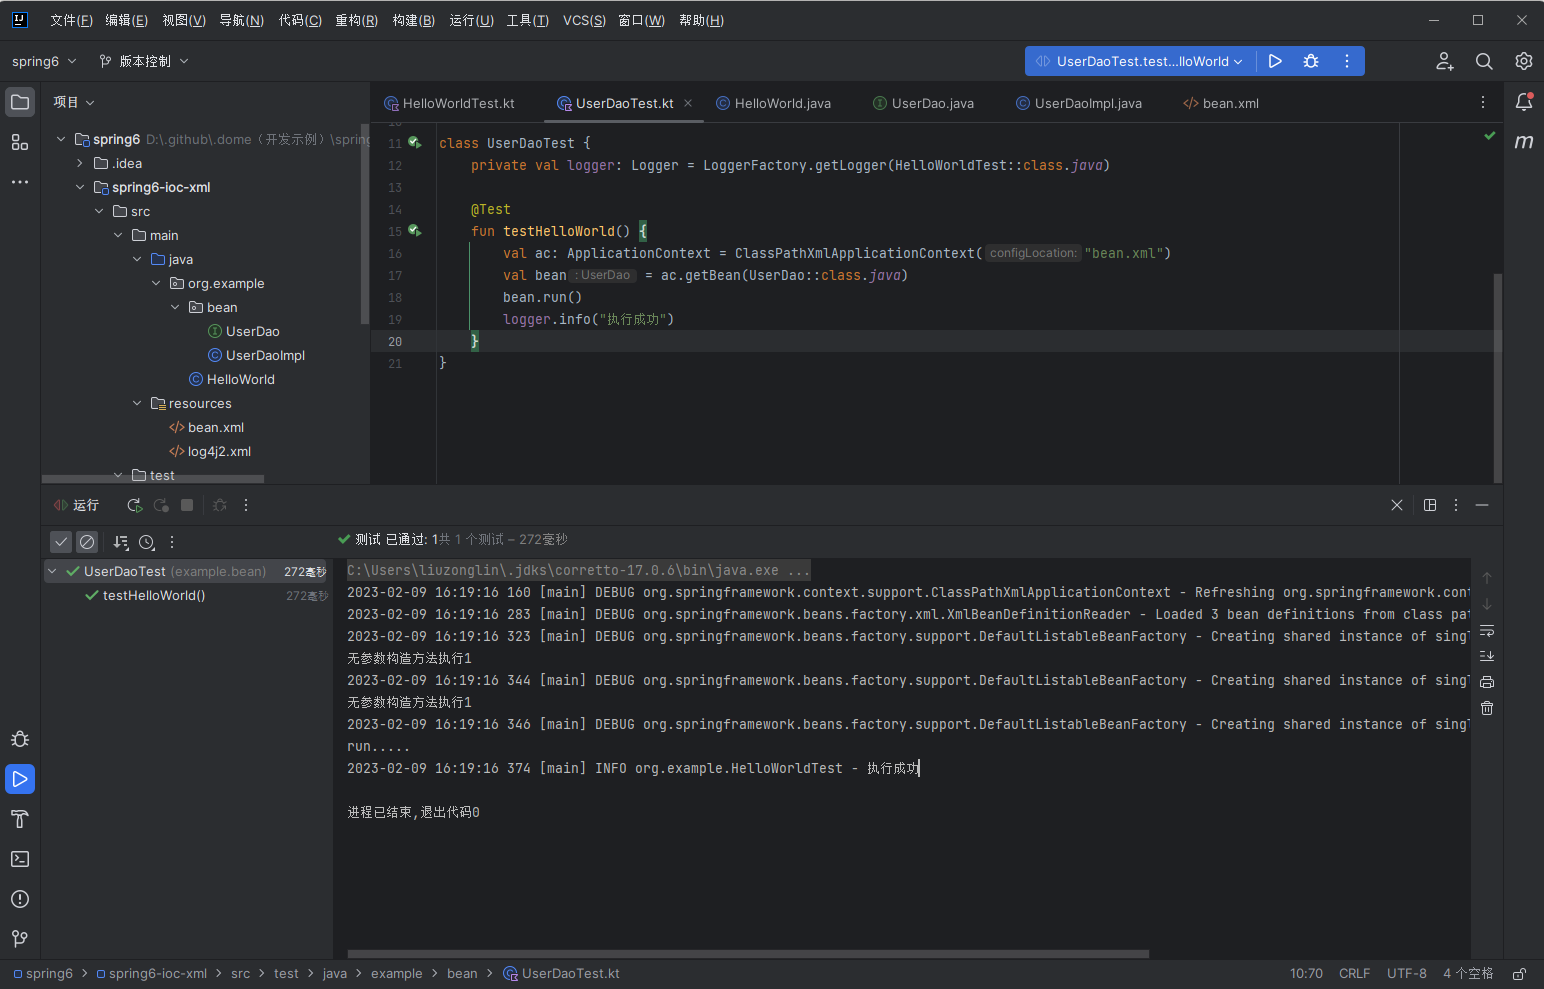 文件(F) 编辑(E) 视图(V) 导航(N) 代码(C) 重构(R) 构建(B) 运行(U) 工具(T) VCS(S) 窗口(W) 帮助(H)
spring6 版本控制 UserDaoTest.test...lloWorld
项目
HelloWorldTest.kt UserDaoTest.kt HelloWorld.java UserDao.java UserDaoImpl.java bean.xml
spring6 D:\.github\.dome（开发示例）\spring
.idea
spring6-ioc-xml
src
main
java
org.example
bean
UserDao
UserDaoImpl
HelloWorld
resources
bean.xml
log4j2.xml
test
10
11 class UserDaoTest {
12 private val logger: Logger = LoggerFactory.getLogger(HelloWorldTest::class.java)
13
14 @Test
15 fun testHelloWorld() {
16 val ac: ApplicationContext = ClassPathXmlApplicationContext( configLocation: "bean.xml")
17 val bean : UserDao = ac.getBean(UserDao::class.java)
18 bean.run()
19 logger.info("执行成功")
20 }
21 }
m
运行
测试 已通过: 1共 1 个测试 – 272毫秒
UserDaoTest (example.bean) 272毫秒
testHelloWorld() 272毫秒
C:\Users\liuzonglin\.jdks\corretto-17.0.6\bin\java.exe ...
2023-02-09 16:19:16 160 [main] DEBUG org.springframework.context.support.ClassPathXmlApplicationContext - Refreshing org.springframework.cont
2023-02-09 16:19:16 283 [main] DEBUG org.springframework.beans.factory.xml.XmlBeanDefinitionReader - Loaded 3 bean definitions from class pat
2023-02-09 16:19:16 323 [main] DEBUG org.springframework.beans.factory.support.DefaultListableBeanFactory - Creating shared instance of singl
无参数构造方法执行1
2023-02-09 16:19:16 344 [main] DEBUG org.springframework.beans.factory.support.DefaultListableBeanFactory - Creating shared instance of singl
无参数构造方法执行1
2023-02-09 16:19:16 346 [main] DEBUG org.springframework.beans.factory.support.DefaultListableBeanFactory - Creating shared instance of singl
run.....
2023-02-09 16:19:16 374 [main] INFO org.example.HelloWorldTest - 执行成功
进程已结束,退出代码0
spring6 > spring6-ioc-xml > src > test > java > example > bean > UserDaoTest.kt
10:70 CRLF UTF-8 4 个空格